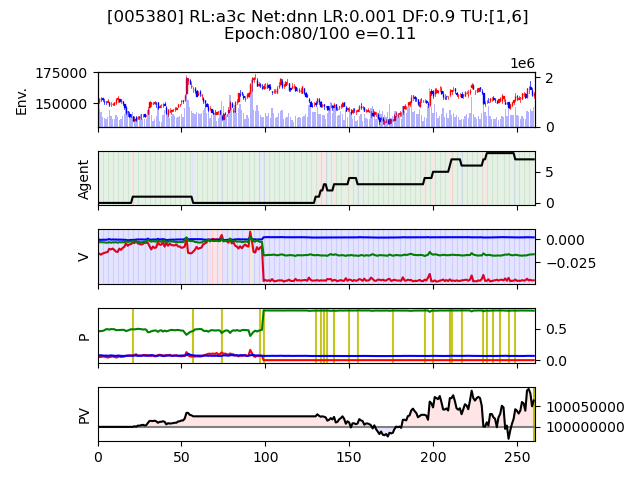 [005380] RL:a3c Net:dnn LR:0.001 DF:0.9 TU:[1,6]
Epoch:080/100 e=0.11
1e6
175000
150000
Env.
2
0
Agent
5
0
V
0.000
−0.025
P
0.5
0.0
PV
100050000
100000000
0 50 100 150 200 250